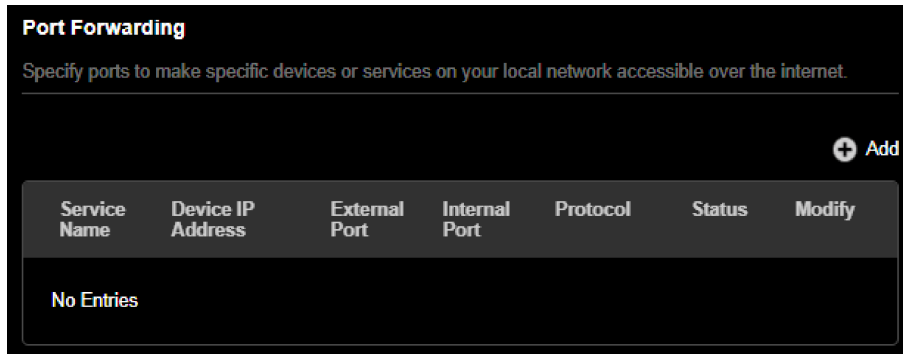 Port Forwarding
Specify ports to make specific devices or services on your local network accessible over the internet.
Add
Service Name Device IP Address External Port Internal Port Protocol Status Modify
No Entries